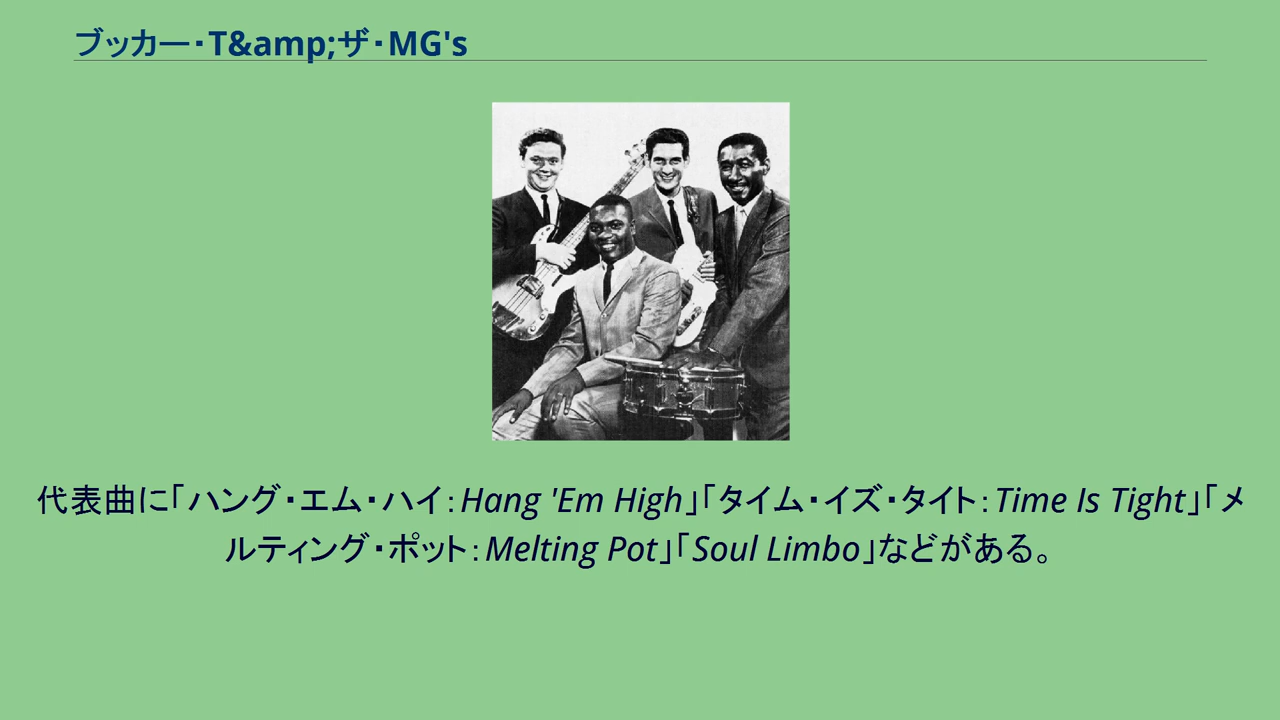 ブッカー・T&amp;ザ・MG's
代表曲に「ハング・エム・ハイ：Hang 'Em High」「タイム・イズ・タイト：Time Is Tight」「メ
ルティング・ポット：Melting Pot」「Soul Limbo」などがある。